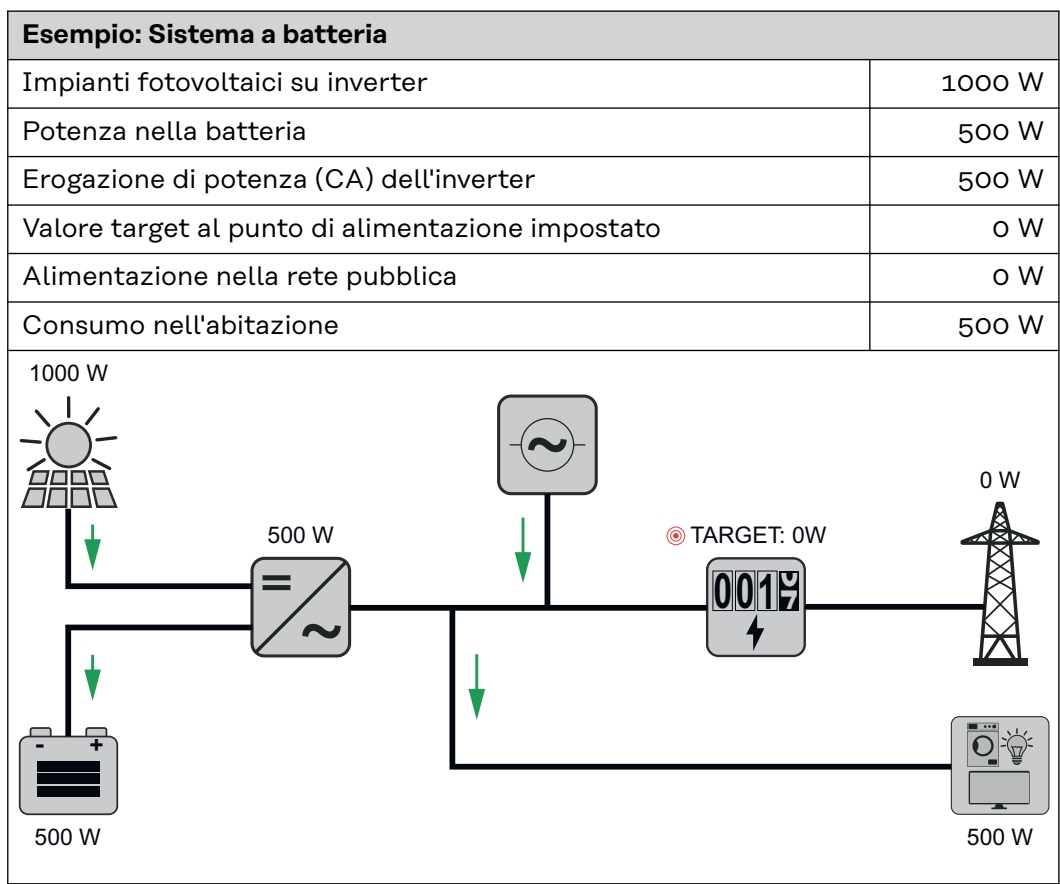 Esempio: Sistema a batteria
Impianti fotovoltaici su inverter 1000 W
Potenza nella batteria 500 W
Erogazione di potenza (CA) dell'inverter 500 W
Valore target al punto di alimentazione impostato 0 W
Alimentazione nella rete pubblica 0 W
Consumo nell'abitazione 500 W
1000 W
0 W
500 W
TARGET: 0W
001
- +
500 W
500 W